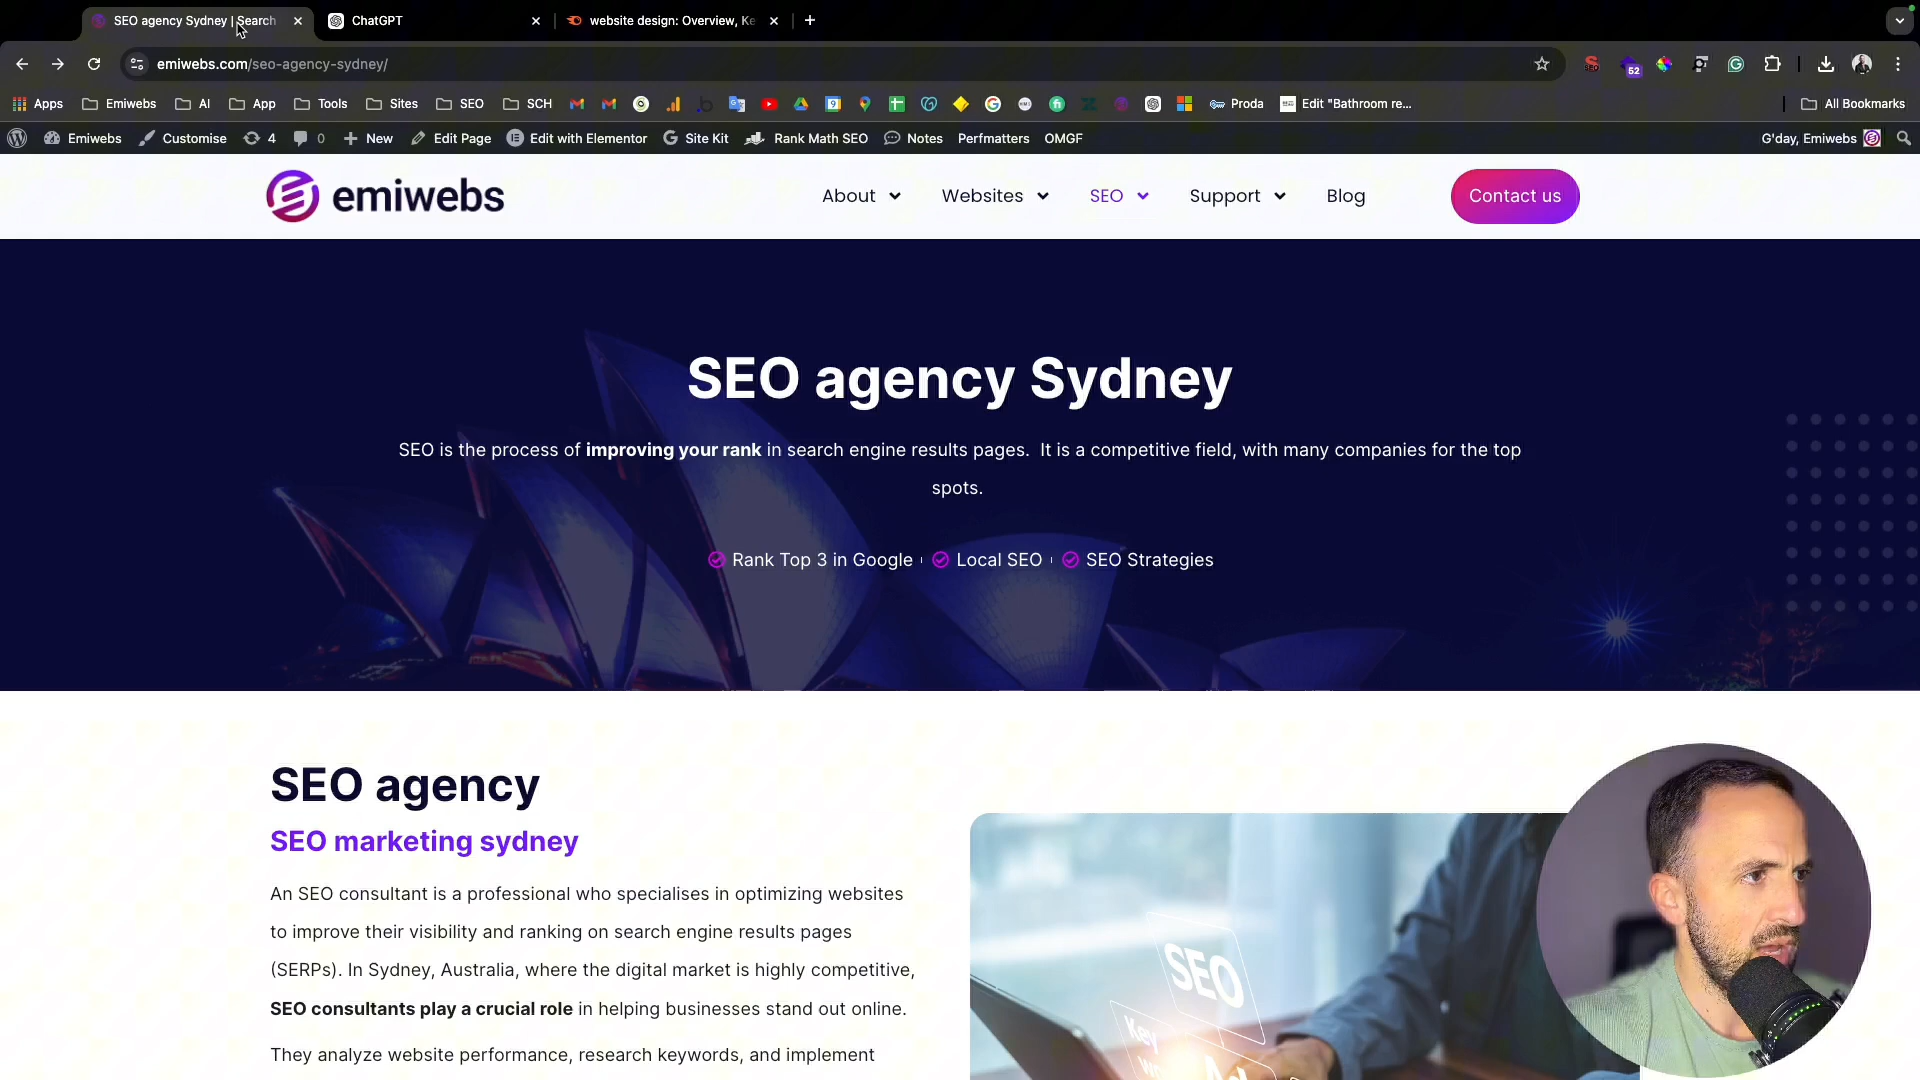 SEO agency Sydney | Search
ChatGPT
website design: Overview, Ke
emiwebs.com/seo-agency-sydney/
52
Apps
Emiwebs
AI
App
Tools
Sites
SEO
SCH
Proda
Edit "Bathroom re...
All Bookmarks
Emiwebs
Customise
4
0
New
Edit Page
Edit with Elementor
Site Kit
Rank Math SEO
Notes
Perfmatters
OMGF
G'day, Emiwebs
emiwebs
About
Websites
SEO
Support
Blog
Contact us
SEO agency Sydney
SEO is the process of improving your rank in search engine results pages. It is a competitive field, with many companies for the top
spots.
Rank Top 3 in Google
Local SEO
SEO Strategies
SEO agency
SEO marketing sydney
An SEO consultant is a professional who specialises in optimizing websites
to improve their visibility and ranking on search engine results pages
(SERPs). In Sydney, Australia, where the digital market is highly competitive,
SEO consultants play a crucial role in helping businesses stand out online.
They analyze website performance, research keywords, and implement
SEO
Key
Ad